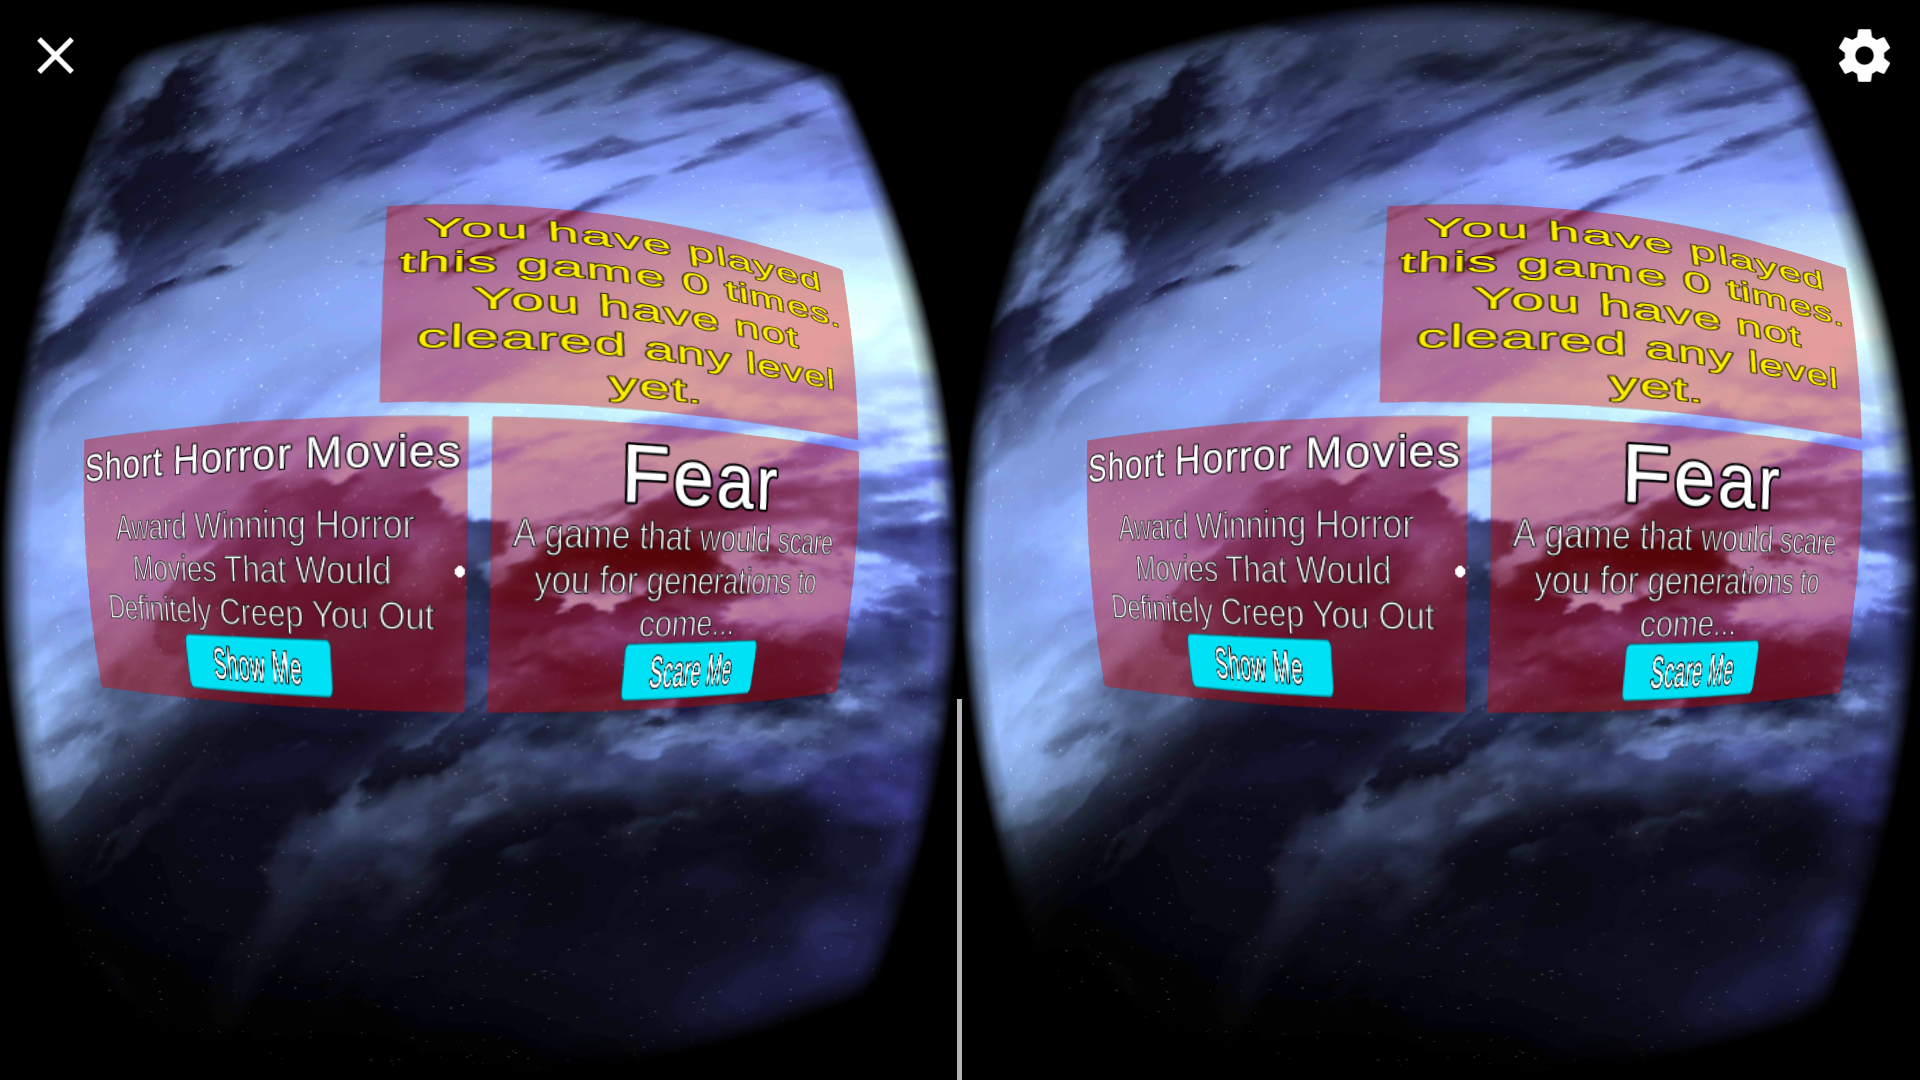 You have played
this game 0 times.
You have not
cleared any level
yet.
Short Horror Movies
Award Winning Horror
Movies That Would
Definitely Creep You Out
Show Me
Fear
A game that would scare
you for generations to
come...
Scare Me
You have played
this game 0 times.
You have not
cleared any level
yet.
Short Horror Movies
Award Winning Horror
Movies That Would
Definitely Creep You Out
Show Me
Fear
A game that would scare
you for generations to
come...
Scare Me